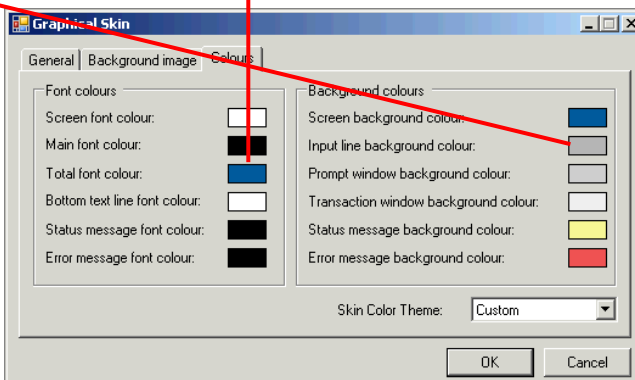 Graphical Skin
General
Background image
Colours
Font colours
Screen font colour:
Main font colour:
Total font colour:
Bottom text line font colour:
Status message font colour:
Error message font colour:
Background colours
Screen background colour:
Input line background colour:
Prompt window background colour:
Transaction window background colour:
Status message background colour:
Error message background colour:
Skin Color Theme:
Custom
OK
Cancel